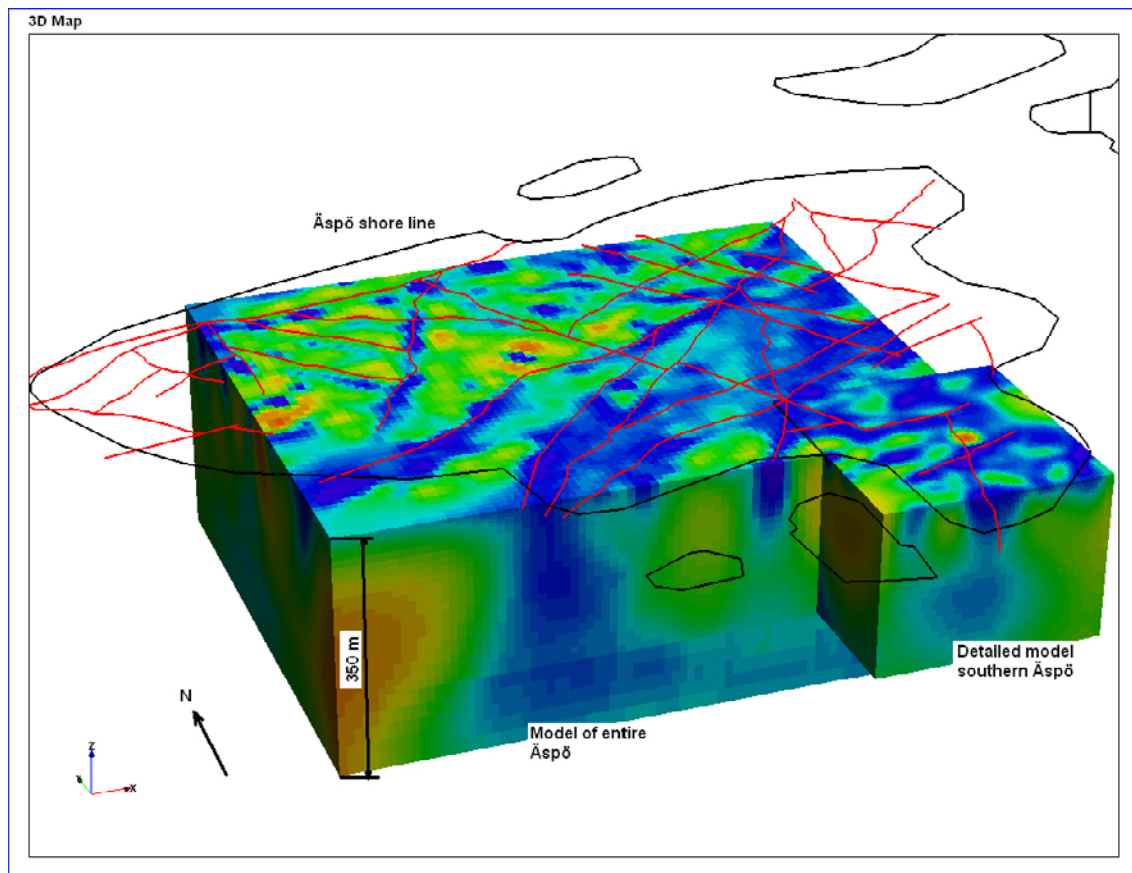 3D Map
Äspö shore line
350 m
Detailed model
southern Äspö
N
Model of entire
Äspö
Z
Y
X